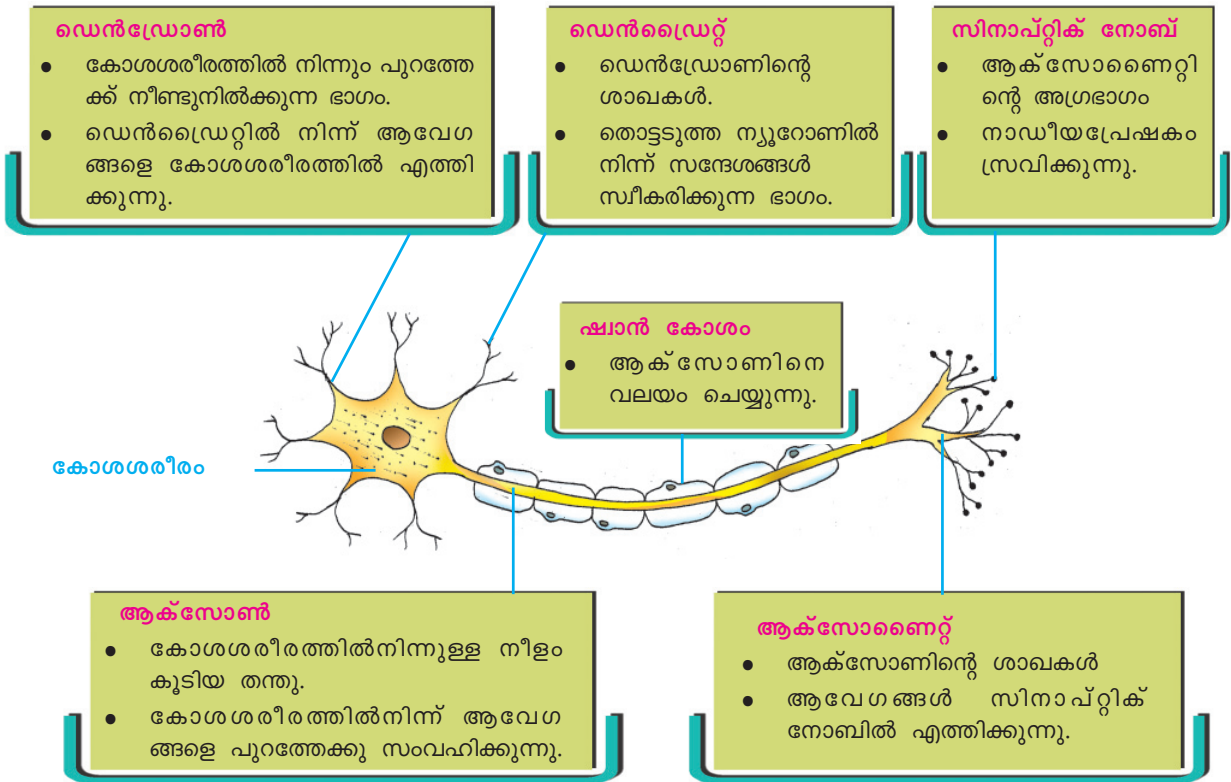 ഡെൻഡ്രോൺ
• കോശശരീരത്തിൽ നിന്നും പുറത്തേ
ക്ക് നീണ്ടുനിൽക്കുന്ന ഭാഗം.
• ഡെൻഡ്രൈറ്റിൽ നിന്ന് ആവേഗ
ങ്ങളെ കോശശരീരത്തിൽ എത്തി
ക്കുന്നു.
ഡെൻഡ്രൈറ്റ്
• ഡെൻഡ്രോണിന്റെ
ശാഖകൾ.
• തൊട്ടടുത്ത ന്യൂറോണിൽ
നിന്ന് സന്ദേശങ്ങൾ
സ്വീകരിക്കുന്ന ഭാഗം.
സിനാപ്റ്റിക് നോബ്
• ആക്സോണൈറ്റി
ന്റെ അഗ്രഭാഗം
• നാഡീയപ്രേഷകം
സ്രവിക്കുന്നു.
ഷ്വാൻ കോശം
• ആക്സോണിനെ
വലയം ചെയ്യുന്നു.
കോശശരീരം
ആക്സോൺ
• കോശശരീരത്തിൽനിന്നുള്ള നീളം
കൂടിയ തന്തു.
• കോശശരീരത്തിൽനിന്ന് ആവേഗ
ങ്ങളെ പുറത്തേക്കു സംവഹിക്കുന്നു.
ആക്സോണൈറ്റ്
• ആക്സോണിന്റെ ശാഖകൾ
• ആവേഗങ്ങൾ സിനാപ്റ്റിക്
നോബിൽ എത്തിക്കുന്നു.